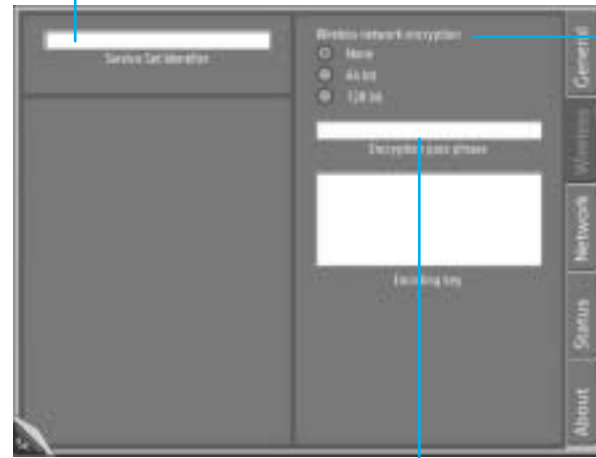 Service Set Identifier
Wireless network encryption
None
64 bit
128 bit
Encryption pass phrase
Encoding key
General
Wireless
Network
Status
About